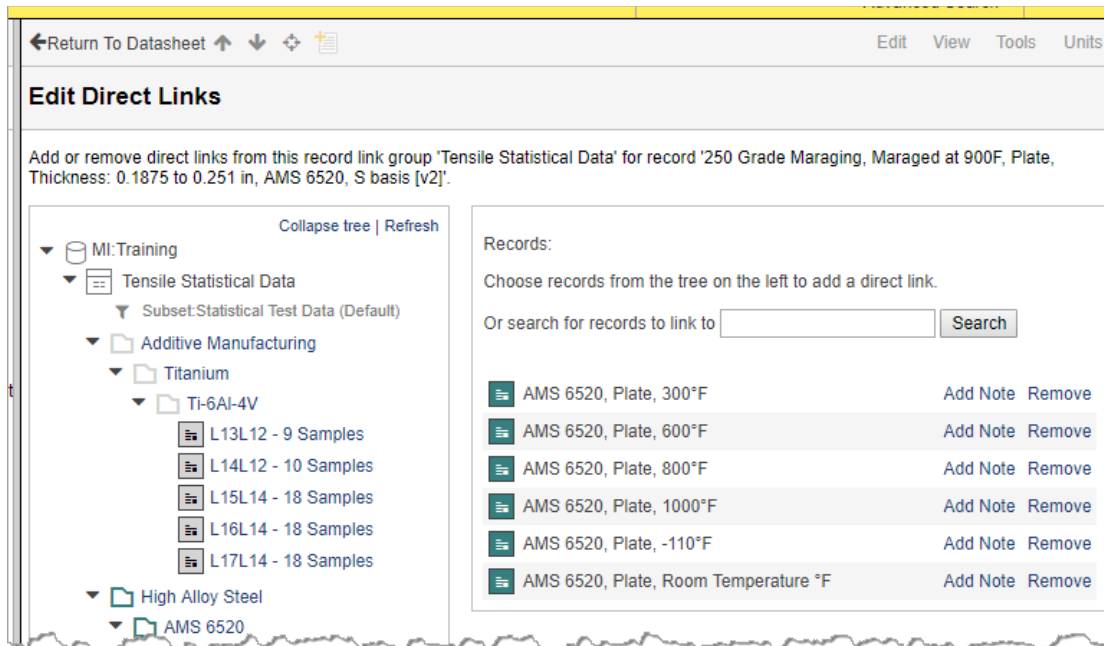 Return To Datasheet
Edit View Tools Units
Edit Direct Links
Add or remove direct links from this record link group 'Tensile Statistical Data' for record '250 Grade Maraging, Maraged at 900F, Plate,
Thickness: 0.1875 to 0.251 in, AMS 6520, S basis [v2]'.
Collapse tree | Refresh
MI:Training
Tensile Statistical Data
Subset:Statistical Test Data (Default)
Additive Manufacturing
Titanium
Ti-6Al-4V
L13L12 - 9 Samples
L14L12 - 10 Samples
L15L14 - 18 Samples
L16L14 - 18 Samples
L17L14 - 18 Samples
High Alloy Steel
AMS 6520
Records:
Choose records from the tree on the left to add a direct link.
Or search for records to link to Search
AMS 6520, Plate, 300°F Add Note Remove
AMS 6520, Plate, 600°F Add Note Remove
AMS 6520, Plate, 800°F Add Note Remove
AMS 6520, Plate, 1000°F Add Note Remove
AMS 6520, Plate, -110°F Add Note Remove
AMS 6520, Plate, Room Temperature °F Add Note Remove